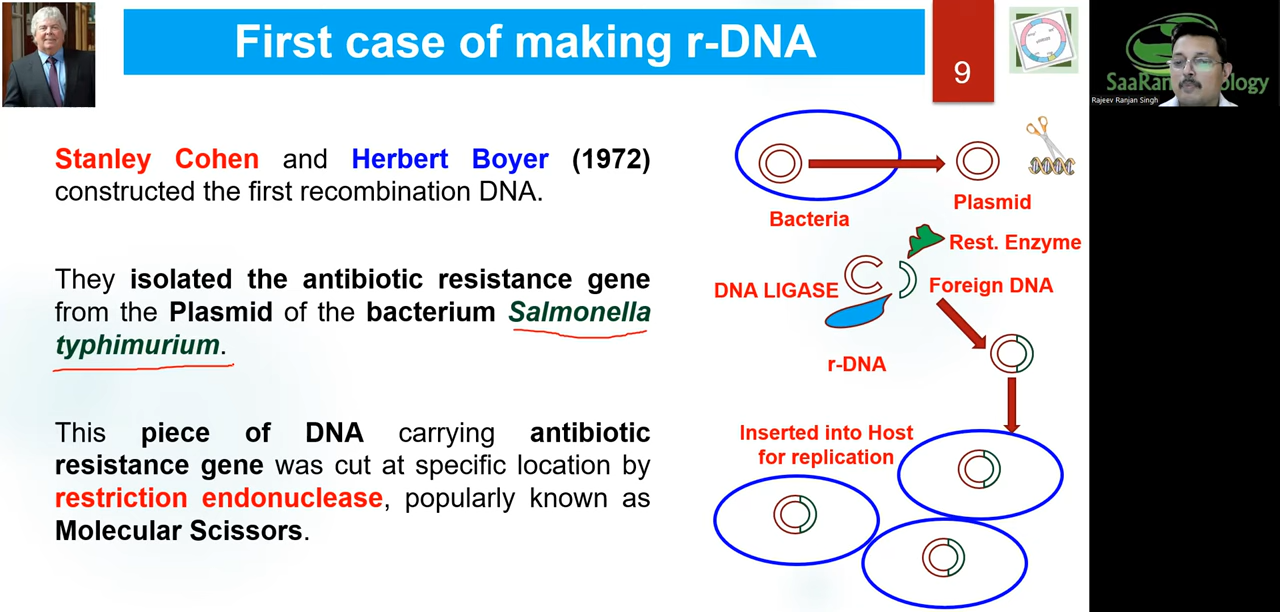 First case of making r-DNA
9
SaaRan
ology
Rajeev Ranjan Singh
Stanley Cohen and Herbert Boyer (1972)
constructed the first recombination DNA.
They isolated the antibiotic resistance gene
from the Plasmid of the bacterium Salmonella
typhimurium.
This piece of DNA carrying antibiotic
resistance gene was cut at specific location by
restriction endonuclease, popularly known as
Molecular Scissors.
Bacteria
Plasmid
Rest. Enzyme
DNA LIGASE
Foreign DNA
r-DNA
Inserted into Host
for replication